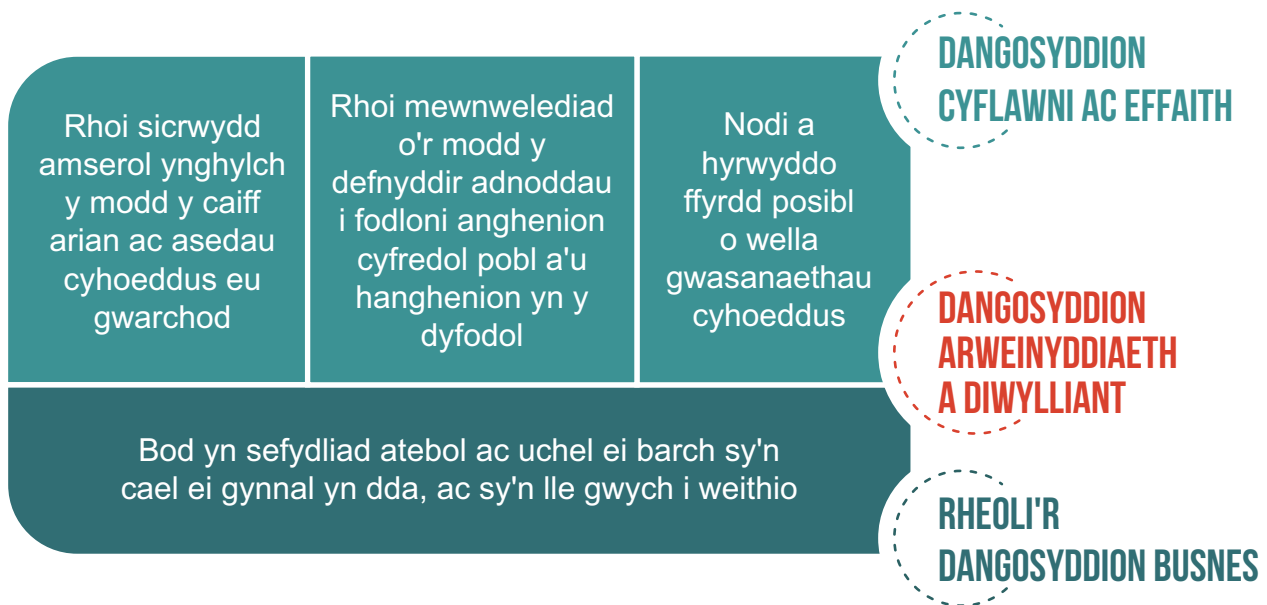 Rhoi sicrwydd
amserol ynghylch
y modd y caiff
arian ac asedau
cyhoeddus eu
gwarchod
Rhoi mewnwelediad
o'r modd y
defnyddir adnoddau
i fodloni anghenion
cyfredol pobl a'u
hanghenion yn y
dyfodol
Nodi a
hyrwyddo
ffyrdd posibl
o wella
gwasanaethau
cyhoeddus
Bod yn sefydliad atebol ac uchel ei barch sy'n
cael ei gynnal yn dda, ac sy'n lle gwych i weithio
DANGOSYDDION
CYFLAWNI AC EFFAITH
DANGOSYDDION
ARWEINYDDIAETH
A DIWYLLIANT
RHEOLI'R
DANGOSYDDION BUSNES